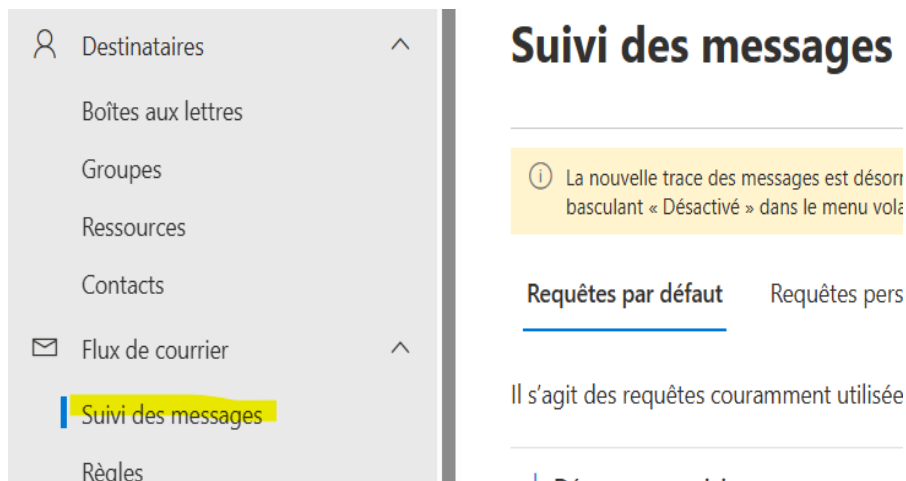 Destinataires
Boîtes aux lettres
Groupes
Ressources
Contacts
Flux de courrier
Suivi des messages
Règles
Suivi des messages
La nouvelle trace des messages est désorr
basculant « Désactivé » dans le menu vola
Requêtes par défaut Requêtes pers
Il s'agit des requêtes couramment utilisée